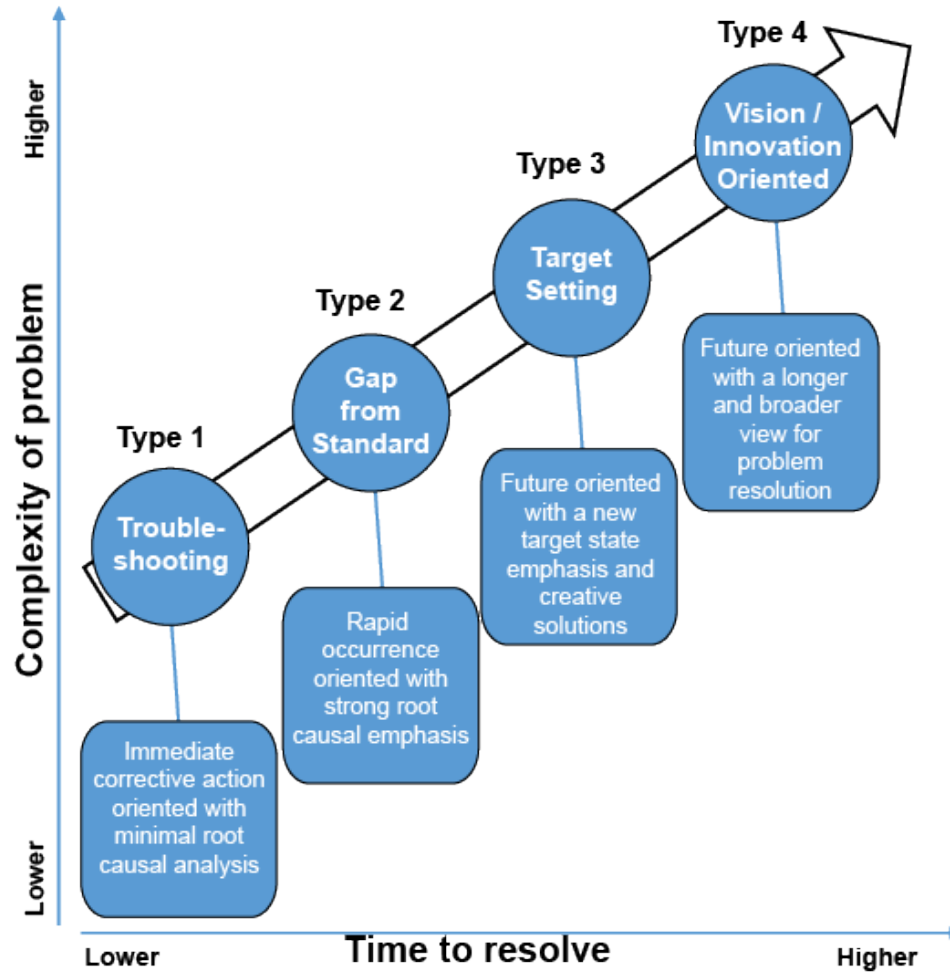 Type 4
Vision /
Innovation
Oriented
Future oriented
with a longer
and broader
view for
problem
resolution
Type 3
Target
Setting
Future oriented
with a new
target state
emphasis and
creative
solutions
Type 2
Gap
from
Standard
Rapid
occurrence
oriented with
strong root
causal emphasis
Type 1
Trouble-
shooting
Immediate
corrective action
oriented with
minimal root
causal analysis
Higher
Complexity of problem
Lower
Lower
Time to resolve
Higher